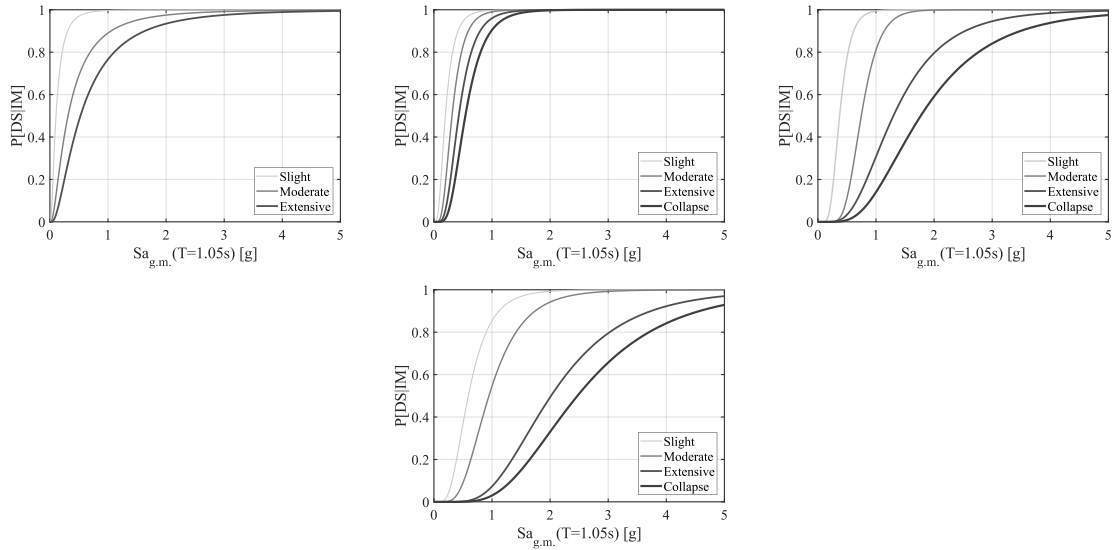 1
0.8
0.6
0.4
0.2
0
P[DS|IM]
Slight
Moderate
Extensive
0 1 2 3 4 5
Sa g.m. (T=1.05s) [g]
1
0.8
0.6
0.4
0.2
0
P[DS|IM]
Slight
Moderate
Extensive
Collapse
0 1 2 3 4 5
Sa g.m. (T=1.05s) [g]
1
0.8
0.6
0.4
0.2
0
P[DS|IM]
Slight
Moderate
Extensive
Collapse
0 1 2 3 4 5
Sa g.m. (T=1.05s) [g]
1
0.8
0.6
0.4
0.2
0
P[DS|IM]
Slight
Moderate
Extensive
Collapse
0 1 2 3 4 5
Sa g.m. (T=1.05s) [g]